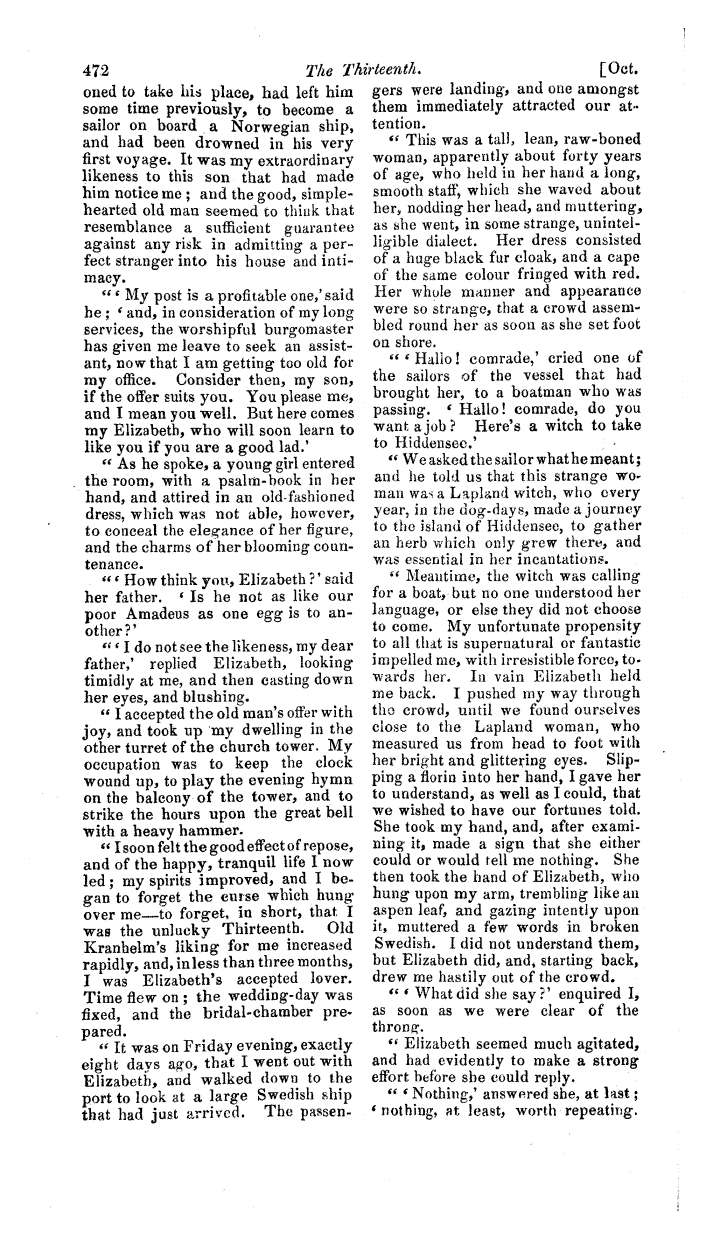 472 The Thirteenth. [Oct.
oned to take his place, had left him
some time previously, to become a
sailor on board a Norwegian ship,
and had been drowned in his very
first voyage. It was my extraordinary
likeness to this son that had made
him notice me; and the good, simple-
hearted old man seemed to think that
resemblance a sufficient guarantee
against any risk in admitting a per-
fect stranger into his house and inti-
macy.
"' My post is a profitable one,' said
he; ' and, in consideration of my long
services, the worshipful burgomaster
has given me leave to seek an assist-
ant, now that I am getting too old for
my office. Consider then, my son,
if the offer suits you. You please me,
and I mean you well. But here comes
my Elizabeth, who will soon learn to
like you if you are a good lad.'
" As he spoke, a young girl entered
the room, with a psalm-book in her
hand, and attired in an old-fashioned
dress, which was not able, however,
to conceal the elegance of her figure,
and the charms of her blooming coun-
tenance.
"' How think you, Elizabeth?' said
her father. ' Is he not as like our
poor Amadeus as one egg is to an-
other?'
"' I do not see the likeness, my dear
father,' replied Elizabeth, looking
timidly at me, and then casting down
her eyes, and blushing.
" I accepted the old man's offer with
joy, and took up my dwelling in the
other turret of the church tower. My
occupation was to keep the clock
wound up, to play the evening hymn
on the balcony of the tower, and to
strike the hours upon the great bell
with a heavy hammer.
" I soon felt the good effect of repose,
and of the happy, tranquil life I now
led; my spirits improved, and I be-
gan to forget the curse which hung
over me—to forget, in short, that I
was the unlucky Thirteenth. Old
Kranhelm's liking for me increased
rapidly, and, in less than three months,
I was Elizabeth's accepted lover.
Time flew on; the wedding-day was
fixed, and the bridal-chamber pre-
pared.
" It was on Friday evening, exactly
eight days ago, that I went out with
Elizabeth, and walked down to the
port to look at a large Swedish ship
that had just arrived. The passen-
gers were landing, and one amongst
them immediately attracted our at-
tention.
" This was a tall, lean, raw-boned
woman, apparently about forty years
of age, who held in her hand a long,
smooth staff, which she waved about
her, nodding her head, and muttering,
as she went, in some strange, unintel-
ligible dialect. Her dress consisted
of a huge black fur cloak, and a cape
of the same colour fringed with red.
Her whole manner and appearance
were so strange, that a crowd assem-
bled round her as soon as she set foot
on shore.
"' Hallo! comrade,' cried one of
the sailors of the vessel that had
brought her, to a boatman who was
passing. ' Hallo! comrade, do you
want a job? Here's a witch to take
to Hiddensee.'
" We asked the sailor what he meant;
and he told us that this strange wo-
man was a Lapland witch, who every
year, in the dog-days, made a journey
to the island of Hiddensee, to gather
an herb which only grew there, and
was essential in her incantations.
" Meantime, the witch was calling
for a boat, but no one understood her
language, or else they did not choose
to come. My unfortunate propensity
to all that is supernatural or fantastic
impelled me, with irresistible force, to-
wards her. In vain Elizabeth held
me back. I pushed my way through
the crowd, until we found ourselves
close to the Lapland woman, who
measured us from head to foot with
her bright and glittering eyes. Slip-
ping a florin into her hand, I gave her
to understand, as well as I could, that
we wished to have our fortunes told.
She took my hand, and, after exami-
ning it, made a sign that she either
could or would tell me nothing. She
then took the hand of Elizabeth, who
hung upon my arm, trembling like an
aspen leaf, and gazing intently upon
it, muttered a few words in broken
Swedish. I did not understand them,
but Elizabeth did, and, starting back,
drew me hastily out of the crowd.
"' What did she say?' enquired I,
as soon as we were clear of the
throng.
" Elizabeth seemed much agitated,
and had evidently to make a strong
effort before she could reply.
"' Nothing,' answered she, at last;
' nothing, at least, worth repeating.